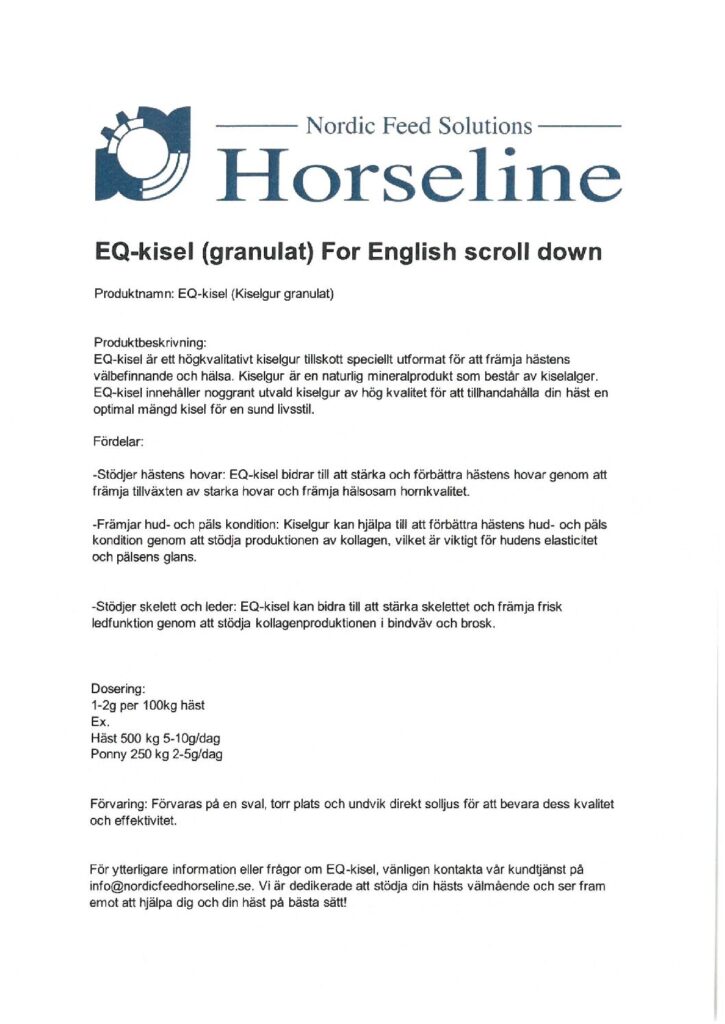 Nordic Feed Solutions
Horseline
EQ-kisel (granulat) For English scroll down
Produktnamn: EQ-kisel (Kiselgur granulat)
Produktbeskrivning:
EQ-kisel är ett högkvalitativt kiselgur tillskott speciellt utformat för att främja hästens
välbefinnande och hälsa. Kiselgur är en naturlig mineralprodukt som består av kiselalger.
EQ-kisel innehåller noggrant utvald kiselgur av hög kvalitet för att tillhandahålla din häst en
optimal mängd kisel för en sund livsstil.
Fördelar:
-Stödjer hästens hovar: EQ-kisel bidrar till att stärka och förbättra hästens hovar genom att
främja tillväxten av starka hovar och främja hälsosam hornkvalitet.
-Främjar hud- och päls kondition: Kiselgur kan hjälpa till att förbättra hästens hud- och päls
kondition genom att stödja produktionen av kollagen, vilket är viktigt för hudens elasticitet
och pälsens glans.
-Stödjer skelett och leder: EQ-kisel kan bidra till att stärka skelettet och främja frisk
ledfunktion genom att stödja kollagenproduktionen i bindväv och brosk.
Dosering:
1-2g per 100kg häst
Ex.
Häst 500 kg 5-10g/dag
Ponny 250 kg 2-5g/dag
Förvaring: Förvaras på en sval, torr plats och undvik direkt solljus för att bevara dess kvalitet
och effektivitet.
För ytterligare information eller frågor om EQ-kisel, vänligen kontakta vår kundtjänst på
info@nordicfeedhorseline.se. Vi är dedikerade att stödja din hästs välmående och ser fram
emot att hjälpa dig och din häst på bästa sätt!